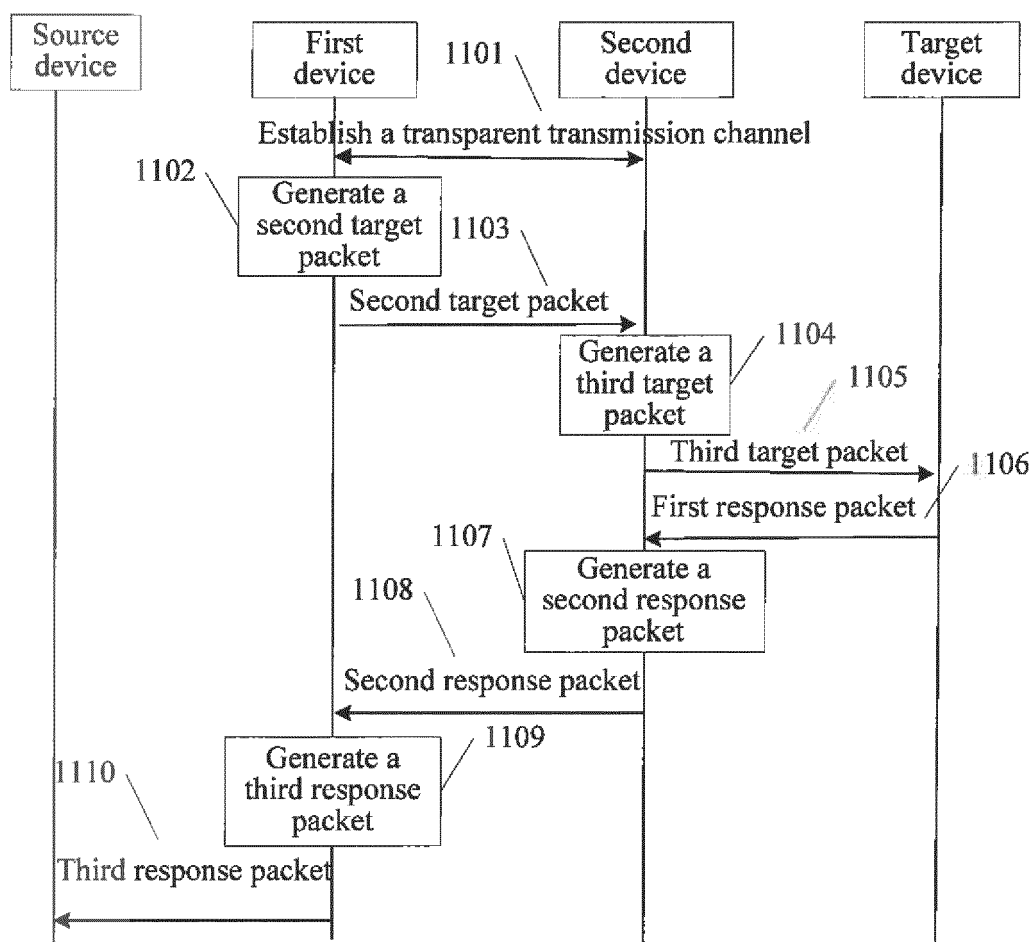 Source
device
First
device
Second
device
Target
device
1101
Establish a transparent transmission channel
1102
Generate a
second target
packet
1103
Second target packet
1104
Generate a
third target
packet
1105
Third target packet
1106
First response packet
1107
Generate a
second response
packet
1108
Second response packet
1109
Generate a
third response
packet
1110
Third response packet